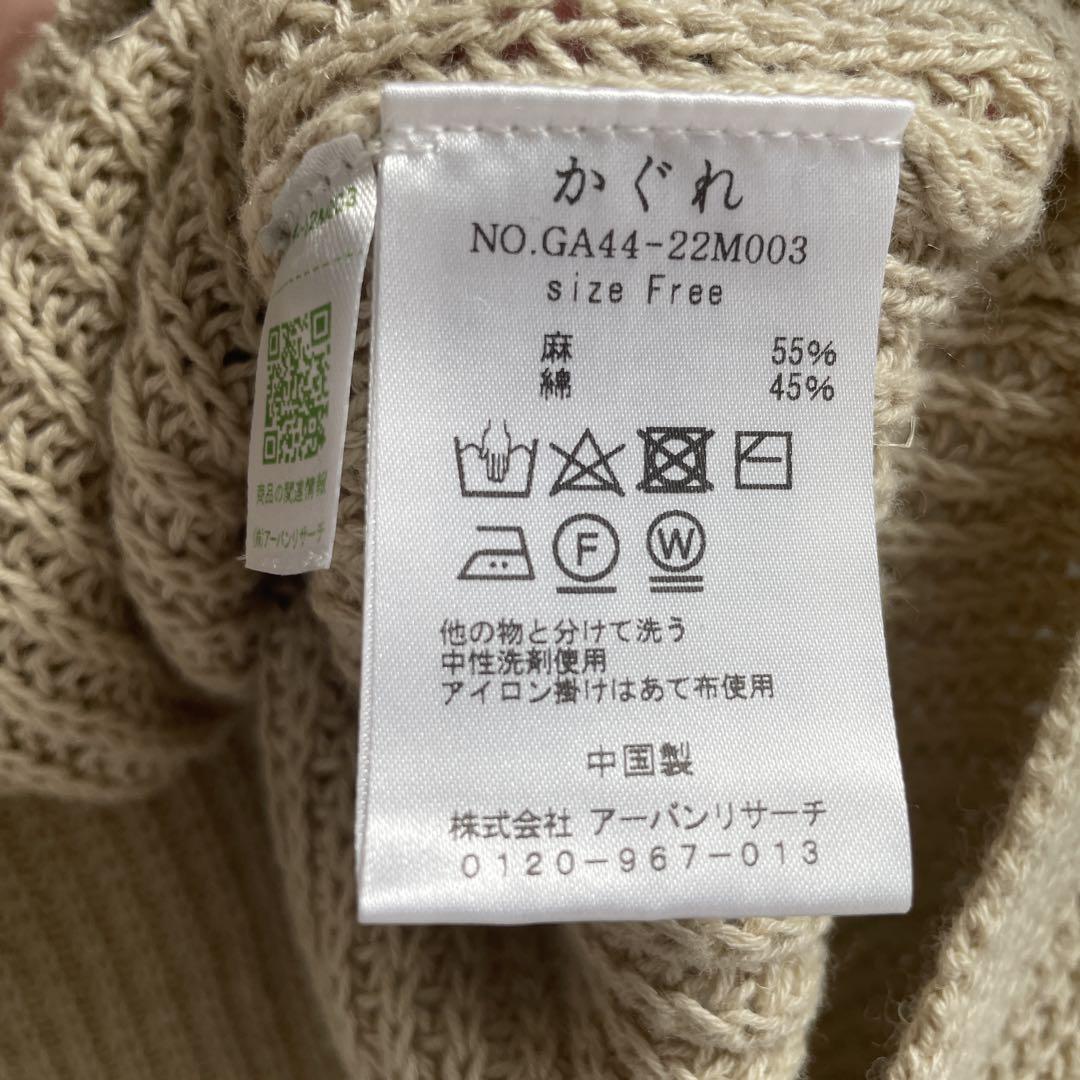 かぐれ
NO.GA44-22M003
size Free
麻 55%
綿 45%
F W
他の物と分けて洗う
中性洗剤使用
アイロン掛けはあて布使用
中国製
株式会社 アーバンリサーチ
0120-967-013
商品の関連情報
(株)アーバンリサーチ